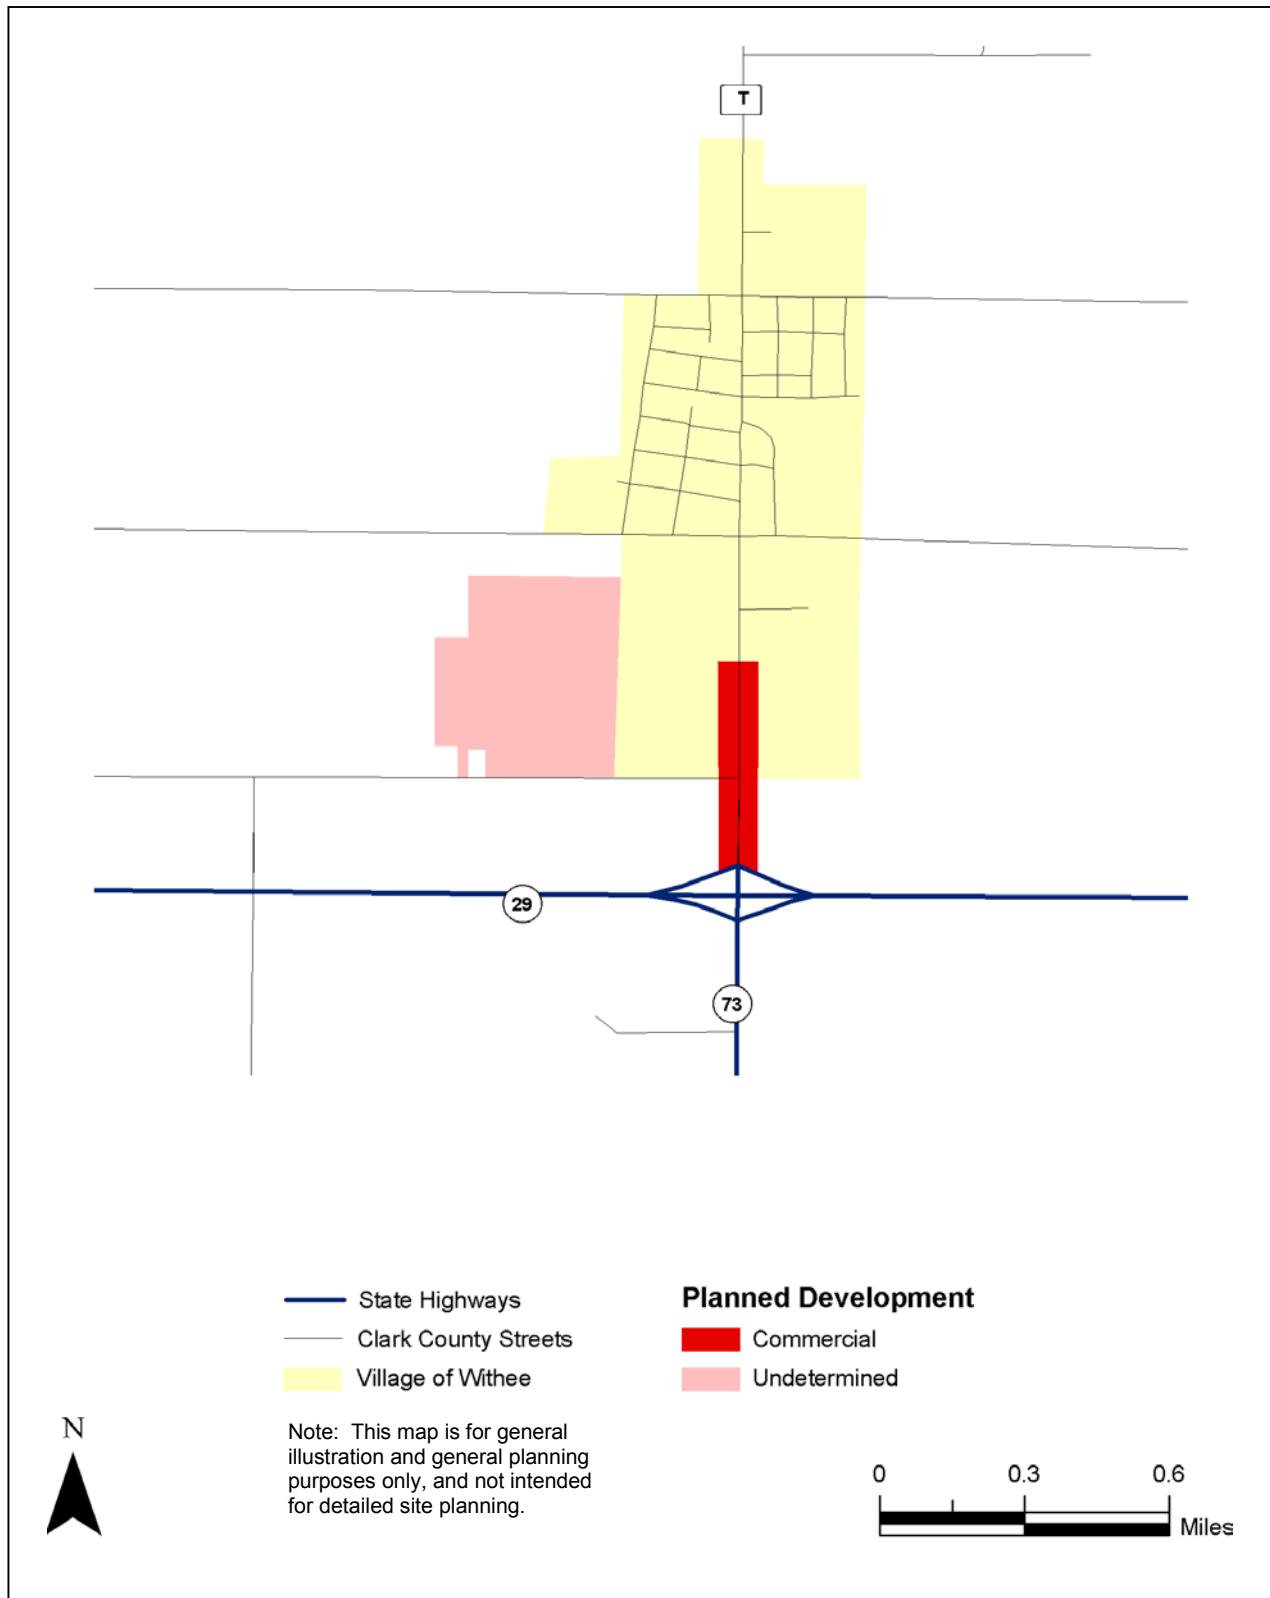 T
29
73
State Highways
Clark County Streets
Village of Withee
Planned Development
Commercial
Undetermined
Note: This map is for general
illustration and general planning
purposes only, and not intended
for detailed site planning.
N
0 0.3 0.6
Miles